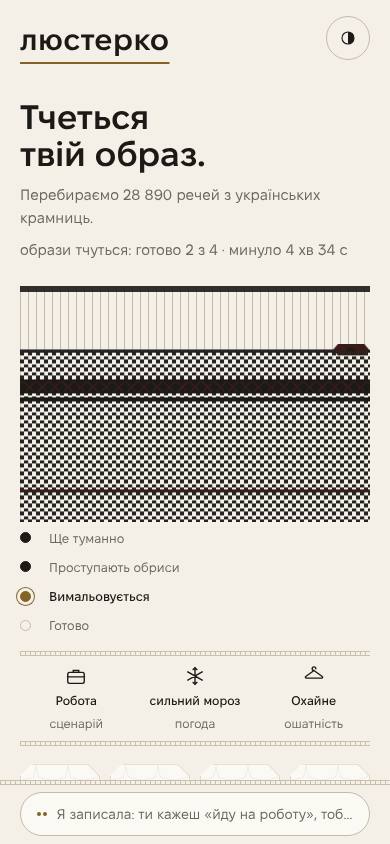 люстерко
Тчеться
твій образ.
Перебираємо 28 890 речей з українських
крамниць.
образи тчуться: готово 2 з 4 · минуло 4 хв 34 с
Ще туманно
Проступають обриси
Вимальовується
Готово
Робота
сценарій
сильний мороз
погода
Охайне
ошатність
Я записала: ти кажеш «йду на роботу», тоб…